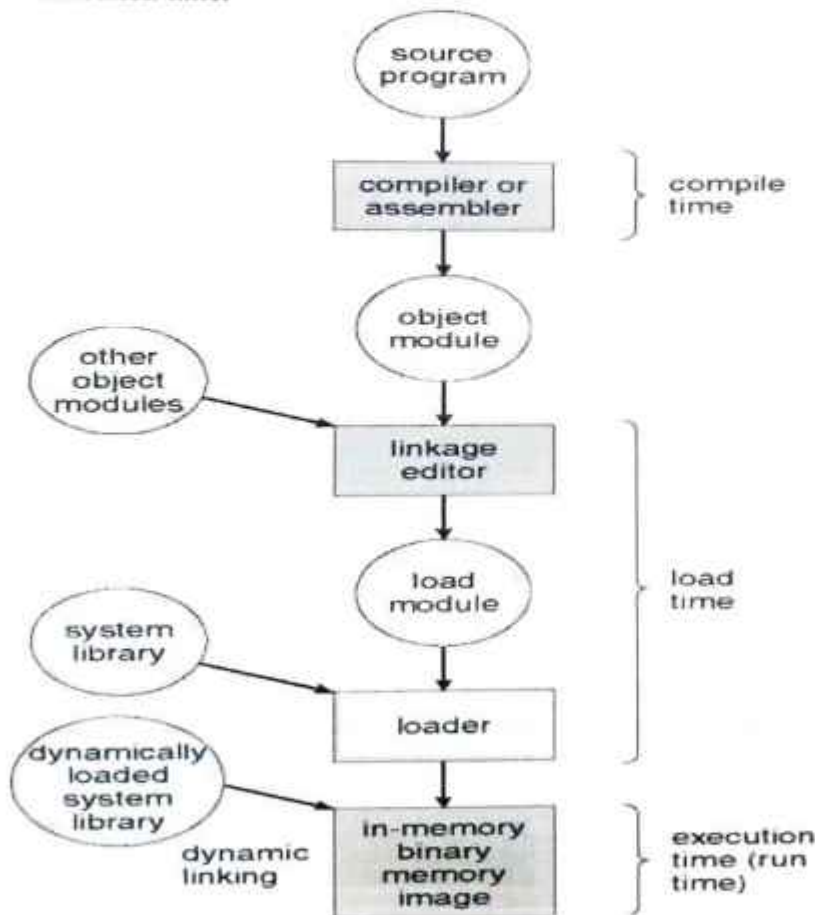 source
program
compiler or
assembler
compile
time
object
module
other
object
modules
linkage
editor
load
module
load
time
system
library
loader
dynamically
loaded
system
library
dynamic
linking
in-memory
binary
memory
image
execution
time (run
time)